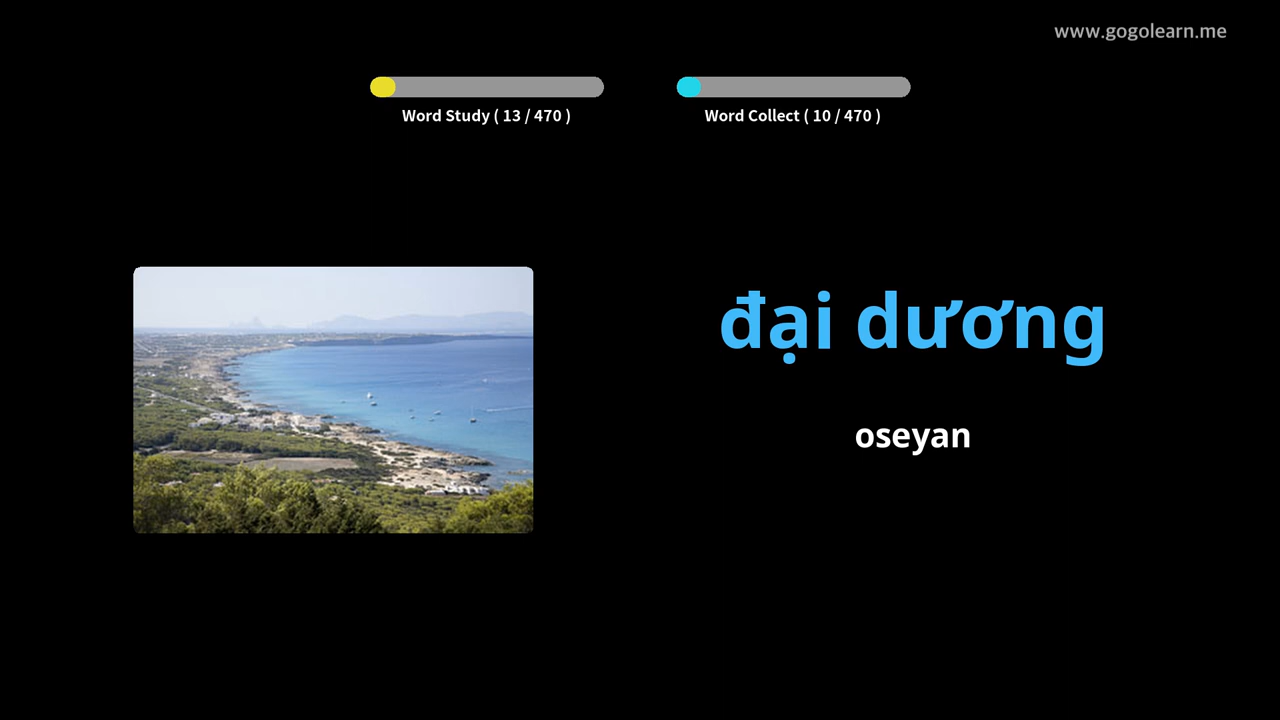 www.gogolearn.me
Word Study ( 13 / 470 )
Word Collect ( 10 / 470 )
đại dương
oseyan